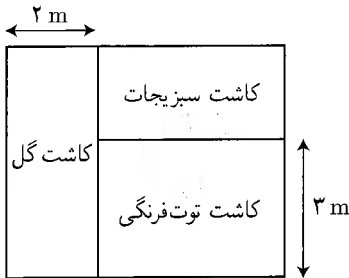 ۲ m
کاشت سبزیجات
کاشت گل
کاشت توت‌فرنگی
۳ m